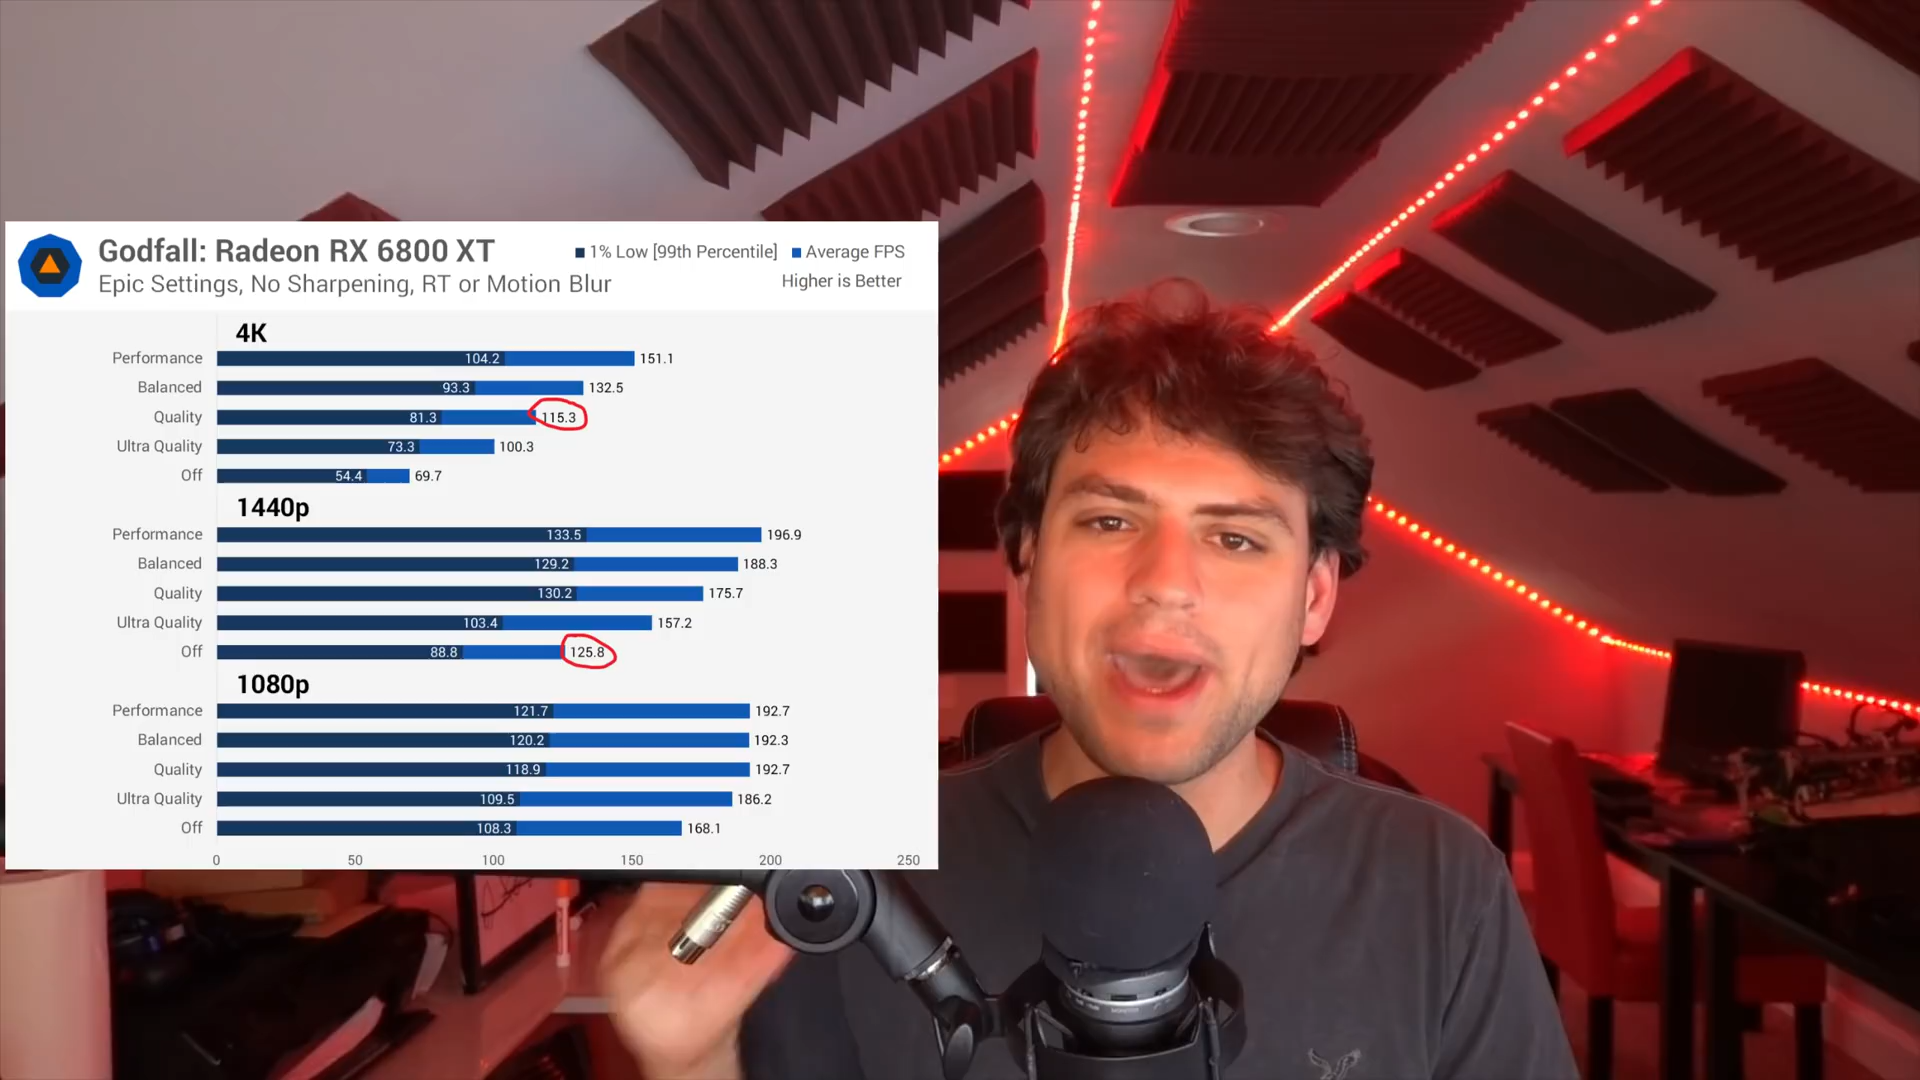 Godfall: Radeon RX 6800 XT
1% Low [99th Percentile] Average FPS
Epic Settings, No Sharpening, RT or Motion Blur
Higher is Better
4K
Performance 104.2 151.1
Balanced 93.3 132.5
Quality 81.3 115.3
Ultra Quality 73.3 100.3
Off 54.4 69.7
1440p
Performance 133.5 196.9
Balanced 129.2 188.3
Quality 130.2 175.7
Ultra Quality 103.4 157.2
Off 88.8 125.8
1080p
Performance 121.7 192.7
Balanced 120.2 192.3
Quality 118.9 192.7
Ultra Quality 109.5 186.2
Off 108.3 168.1
0 50 100 150 200 250